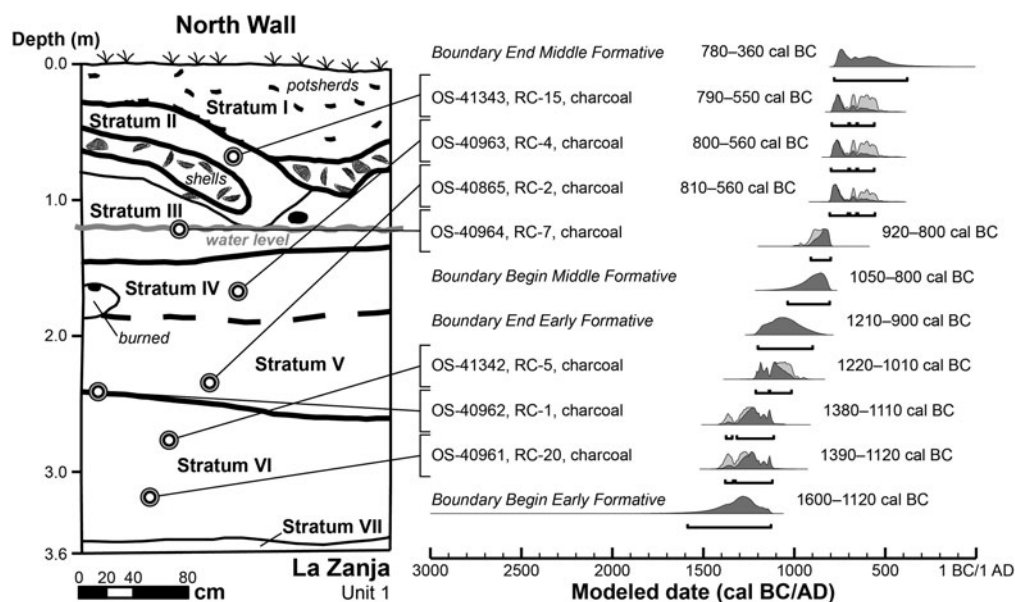 North Wall
Depth (m)
0.0
potsherds
Stratum I
Stratum II
shells
1.0
Stratum III
water level
Stratum IV
burned
2.0
Stratum V
3.0
Stratum VI
Stratum VII
3.6
La Zanja
0 20 40 80
cm
Unit 1
Boundary End Middle Formative 780–360 cal BC
OS-41343, RC-15, charcoal 790–550 cal BC
OS-40963, RC-4, charcoal 800–560 cal BC
OS-40865, RC-2, charcoal 810–560 cal BC
OS-40964, RC-7, charcoal 920–800 cal BC
Boundary Begin Middle Formative 1050–800 cal BC
Boundary End Early Formative 1210–900 cal BC
OS-41342, RC-5, charcoal 1220–1010 cal BC
OS-40962, RC-1, charcoal 1380–1110 cal BC
OS-40961, RC-20, charcoal 1390–1120 cal BC
Boundary Begin Early Formative 1600–1120 cal BC
3000 2000 1500 1000 500 1 BC/1 AD
Modeled date (cal BC/AD)